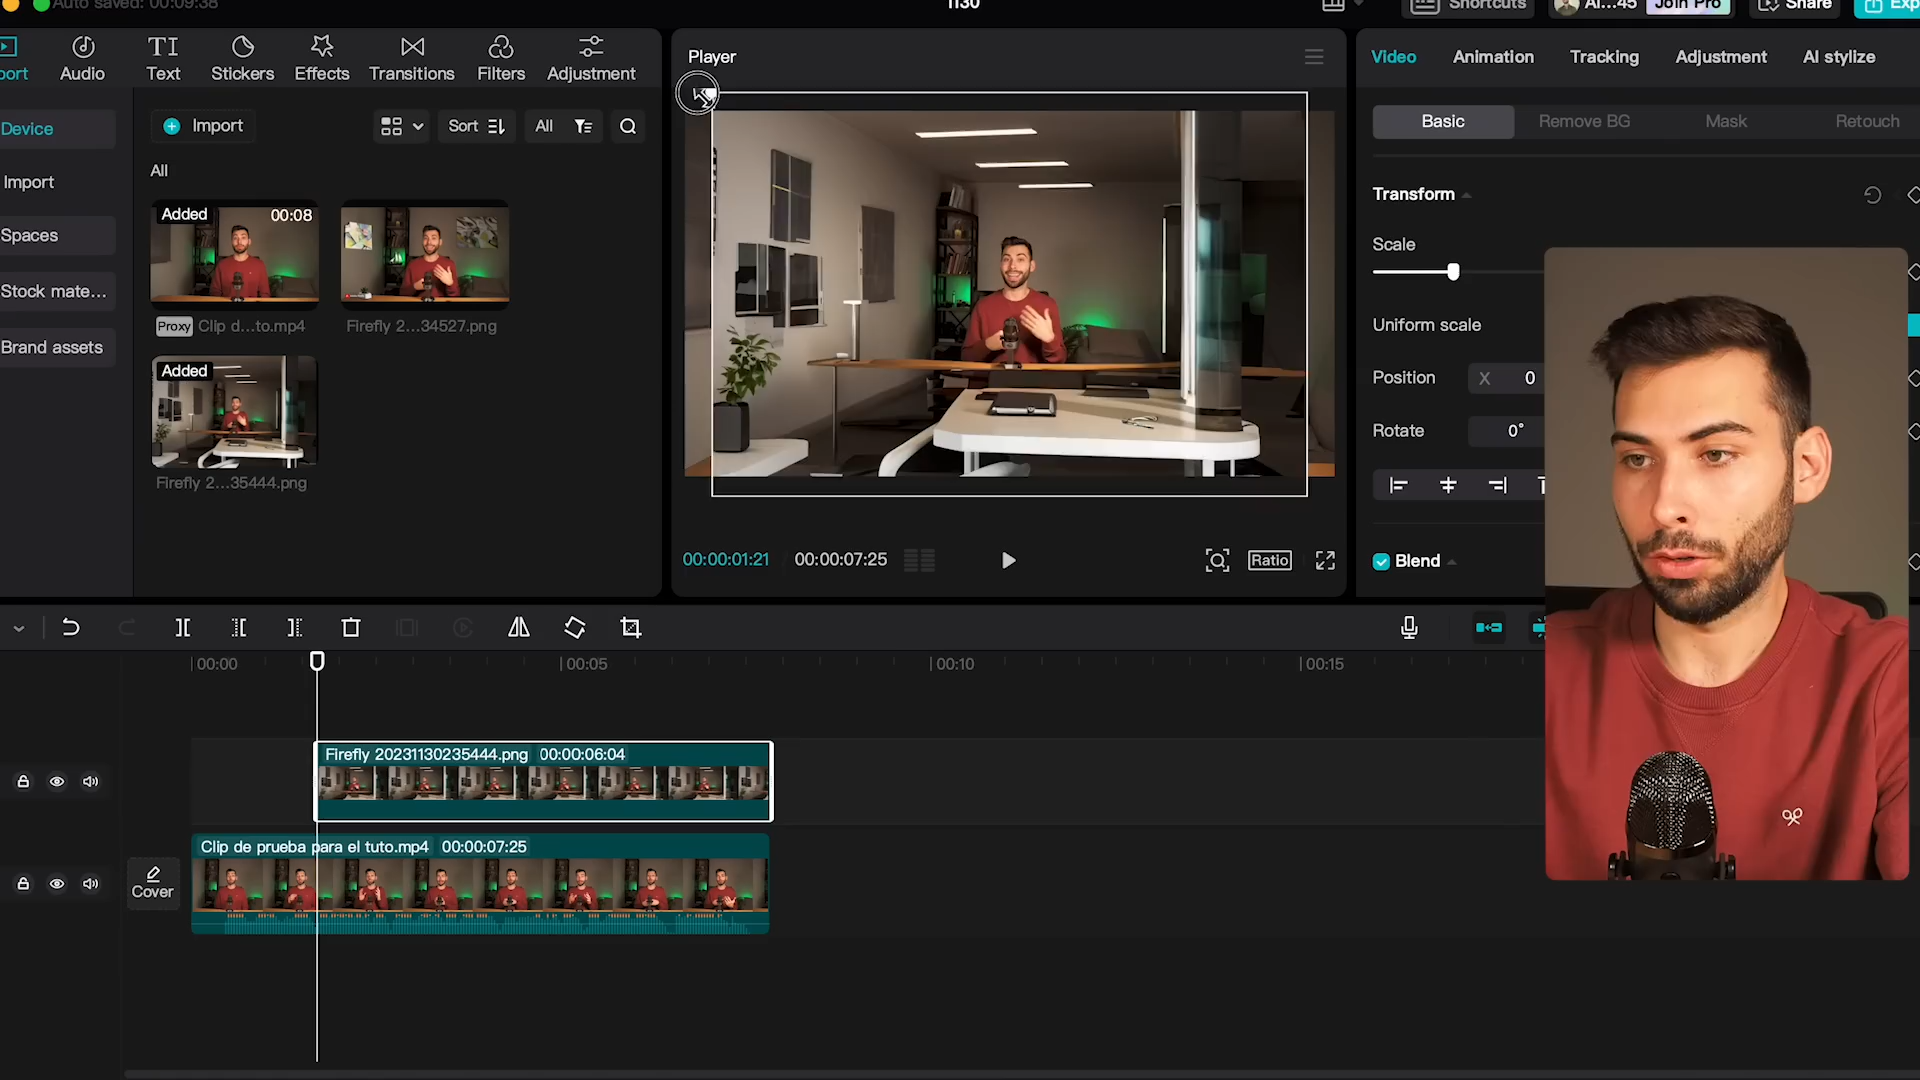 Auto saved: 00:09:38
1130
Shortcuts
Al...45
Join Pro
Share
port
Audio
Text
Stickers
Effects
Transitions
Filters
Adjustment
Player
Video
Animation
Tracking
Adjustment
AI stylize
Device
Import
Spaces
Stock mate...
Brand assets
Import
Sort
All
All
Added
00:08
Proxy
Clip d...to.mp4
Firefly 2...34527.png
Added
Firefly 2...35444.png
Basic
Remove BG
Mask
Retouch
Transform
Scale
Uniform scale
Position
X
0
Rotate
0°
Blend
00:00:01:21
00:00:07:25
Ratio
00:00
00:05
00:10
00:15
Firefly 20231130235444.png 00:00:06:04
Cover
Clip de prueba para el tuto.mp4 00:00:07:25